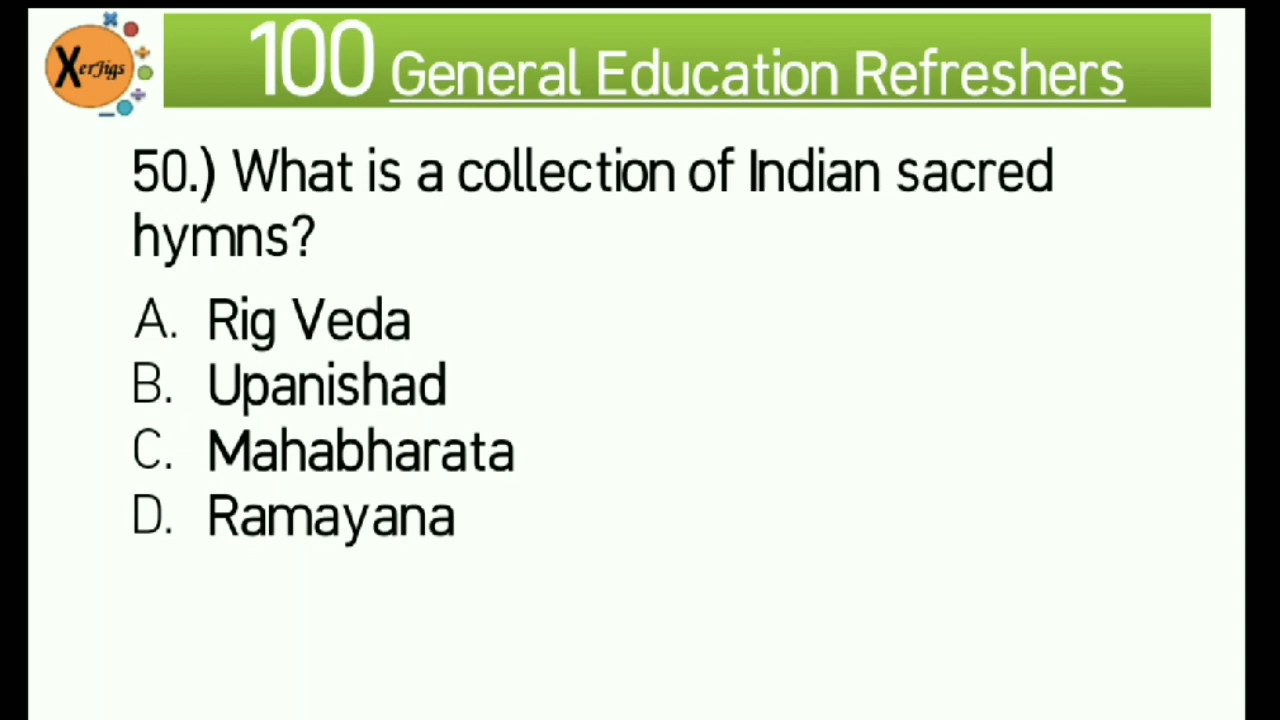 XerJigs
100 General Education Refreshers
50.) What is a collection of Indian sacred
hymns?
A. Rig Veda
B. Upanishad
C. Mahabharata
D. Ramayana